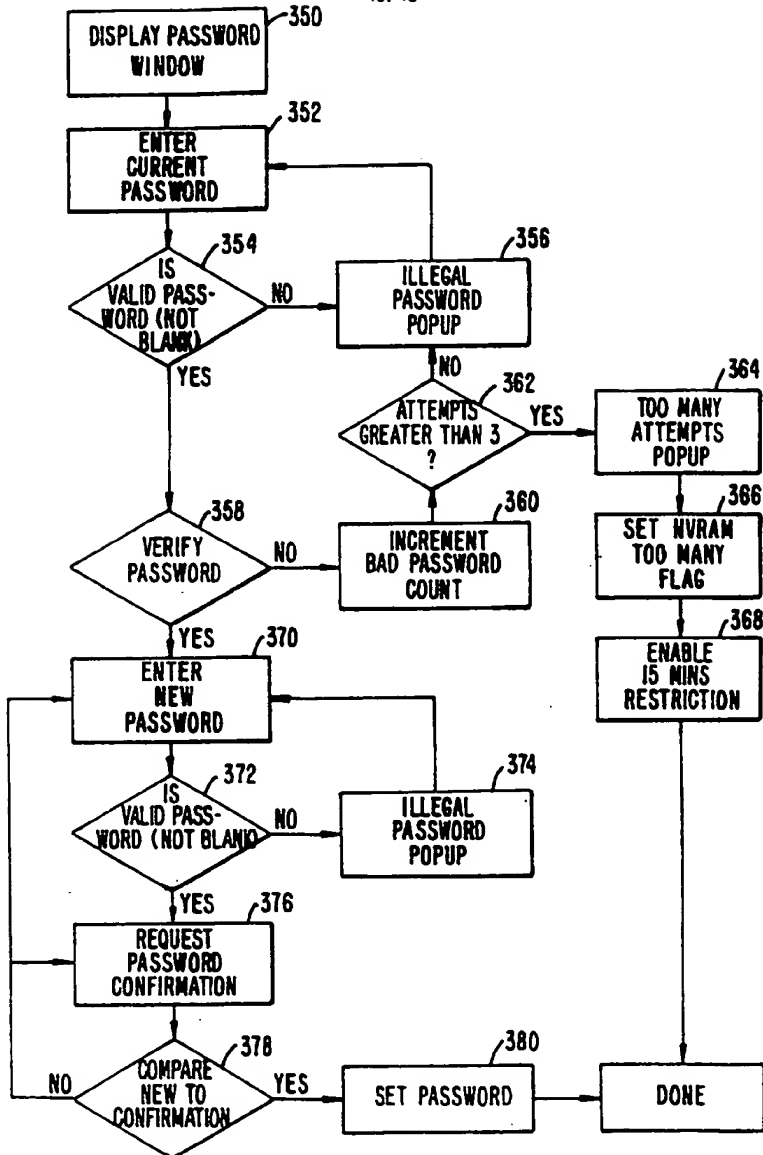 350
DISPLAY PASSWORD
WINDOW
352
ENTER
CURRENT
PASSWORD
354
IS
VALID PASS-
WORD (NOT
BLANK)
NO
YES
356
ILLEGAL
PASSWORD
POPUP
NO
362
ATTEMPTS
GREATER THAN 3
?
YES
364
TOO MANY
ATTEMPTS
POPUP
358
VERIFY
PASSWORD
NO
YES
360
INCREMENT
BAD PASSWORD
COUNT
366
SET NVRAM
TOO MANY
FLAG
368
ENABLE
15 MINS
RESTRICTION
370
ENTER
NEW
PASSWORD
372
IS
VALID PASS-
WORD (NOT BLANK)
NO
YES
374
ILLEGAL
PASSWORD
POPUP
376
REQUEST
PASSWORD
CONFIRMATION
378
COMPARE
NEW TO
CONFIRMATION
NO
YES
380
SET PASSWORD
DONE